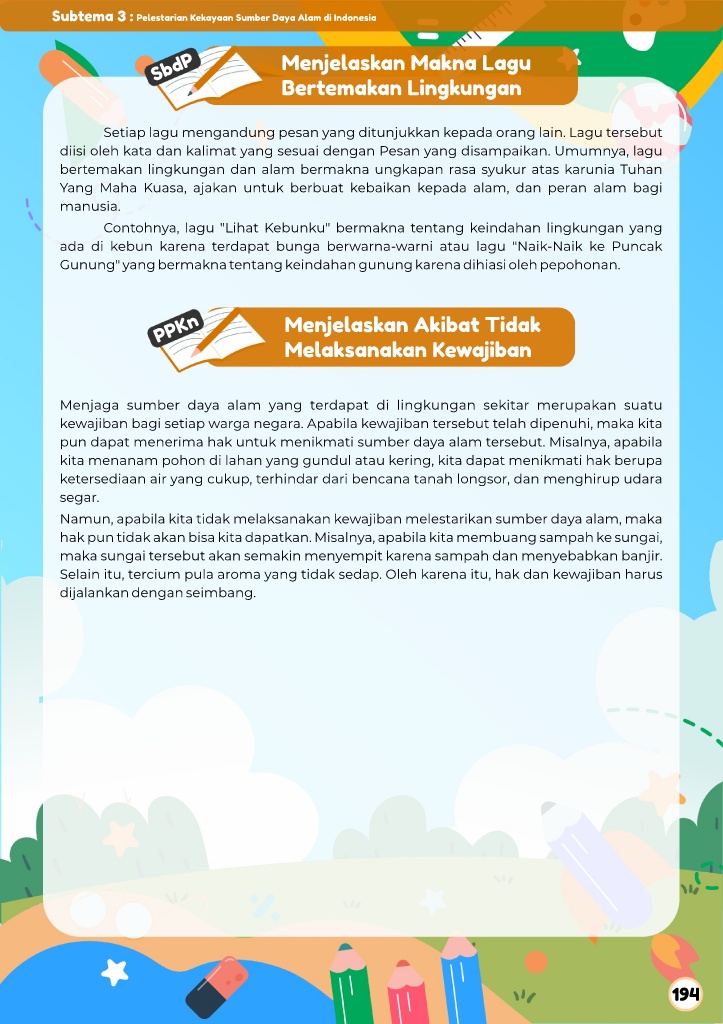 Subtema 3 : Pelestarian Kekayaan Sumber Daya Alam di Indonesia
SbdP
Menjelaskan Makna Lagu
Bertemakan Lingkungan
Setiap lagu mengandung pesan yang ditunjukkan kepada orang lain. Lagu tersebut
diisi oleh kata dan kalimat yang sesuai dengan Pesan yang disampaikan. Umumnya, lagu
bertemakan lingkungan dan alam bermakna ungkapan rasa syukur atas karunia Tuhan
Yang Maha Kuasa, ajakan untuk berbuat kebaikan kepada alam, dan peran alam bagi
manusia.
Contohnya, lagu "Lihat Kebunku" bermakna tentang keindahan lingkungan yang
ada di kebun karena terdapat bunga berwarna-warni atau lagu "Naik-Naik ke Puncak
Gunung" yang bermakna tentang keindahan gunung karena dihiasi oleh pepohonan.
PPKn
Menjelaskan Akibat Tidak
Melaksanakan Kewajiban
Menjaga sumber daya alam yang terdapat di lingkungan sekitar merupakan suatu
kewajiban bagi setiap warga negara. Apabila kewajiban tersebut telah dipenuhi, maka kita
pun dapat menerima hak untuk menikmati sumber daya alam tersebut. Misalnya, apabila
kita menanam pohon di lahan yang gundul atau kering, kita dapat menikmati hak berupa
ketersediaan air yang cukup, terhindar dari bencana tanah longsor, dan menghirup udara
segar.
Namun, apabila kita tidak melaksanakan kewajiban melestarikan sumber daya alam, maka
hak pun tidak akan bisa kita dapatkan. Misalnya, apabila kita membuang sampah ke sungai,
maka sungai tersebut akan semakin menyempit karena sampah dan menyebabkan banjir.
Selain itu, tercium pula aroma yang tidak sedap. Oleh karena itu, hak dan kewajiban harus
dijalankan dengan seimbang.
194